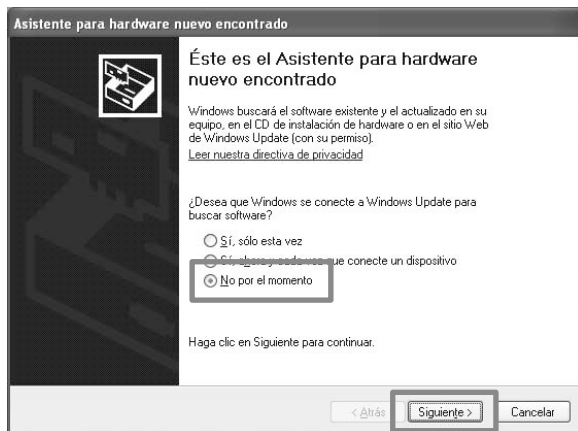 Asistente para hardware nuevo encontrado
Éste es el Asistente para hardware
nuevo encontrado
Windows buscará el software existente y el actualizado en su
equipo, en el CD de instalación de hardware o en el sitio Web
de Windows Update (con su permiso).
Leer nuestra directiva de privacidad
¿Desea que Windows se conecte a Windows Update para
buscar software?
Sí, sólo esta vez
Sí, ahora y cada vez que conecte un dispositivo
No por el momento
Haga clic en Siguiente para continuar.
< Atrás
Siguiente >
Cancelar